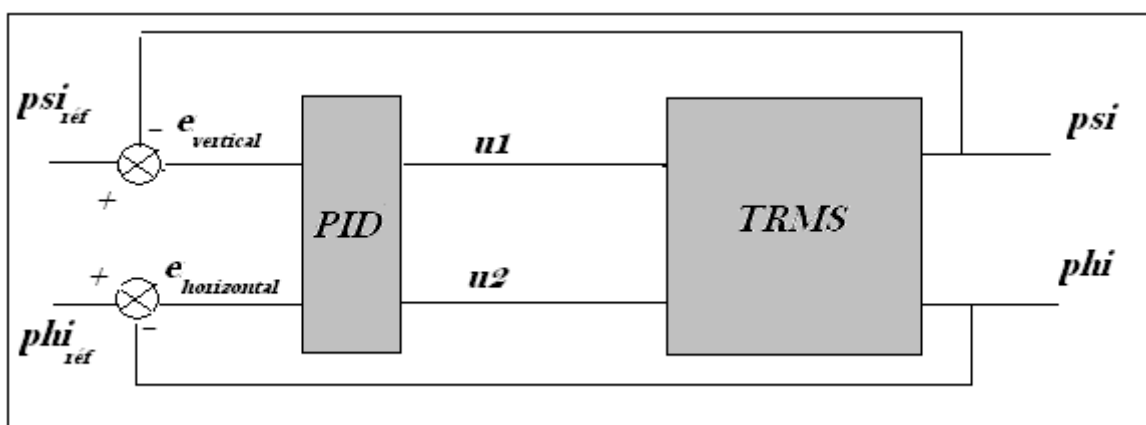 psi réf
-
e vertical
u1
psi
+
PID
TRMS
+
e horizontal
u2
phi
phi réf
-